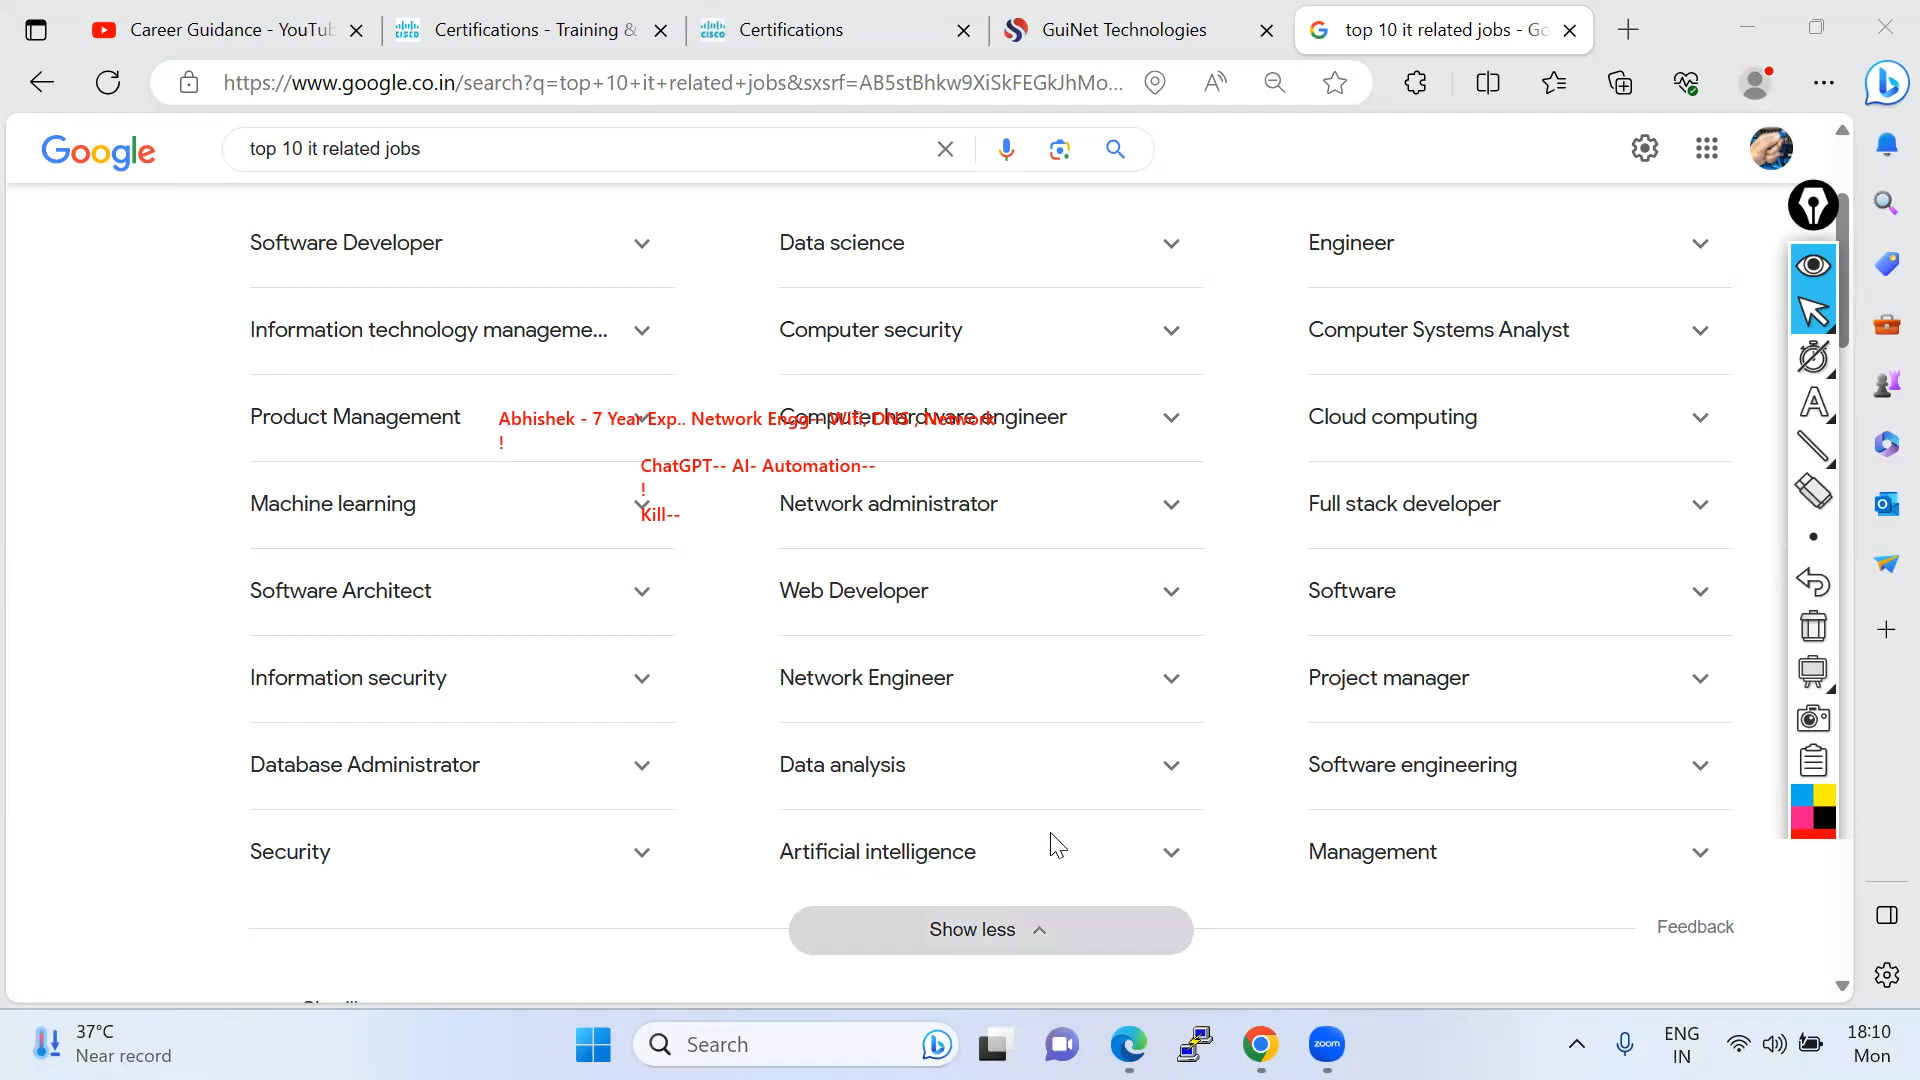 Career Guidance - YouTub
Certifications - Training &
Certifications
GuiNet Technologies
top 10 it related jobs - Go
https://www.google.co.in/search?q=top+10+it+related+jobs&sxsrf=AB5stBhkw9XiSkFEGkJhMo...
Google
top 10 it related jobs
Software Developer
Data science
Engineer
Information technology manageme...
Computer security
Computer Systems Analyst
Product Management
Computer hardware engineer
Cloud computing
Abhishek - 7 Year Exp.. Network Engg-- Wifi, DNS , Network
!
ChatGPT-- AI- Automation--
!
Kill--
Machine learning
Network administrator
Full stack developer
Software Architect
Web Developer
Software
Information security
Network Engineer
Project manager
Database Administrator
Data analysis
Software engineering
Security
Artificial intelligence
Management
Show less
Feedback
37°C
Near record
Search
zoom
ENG
IN
18:10
Mon